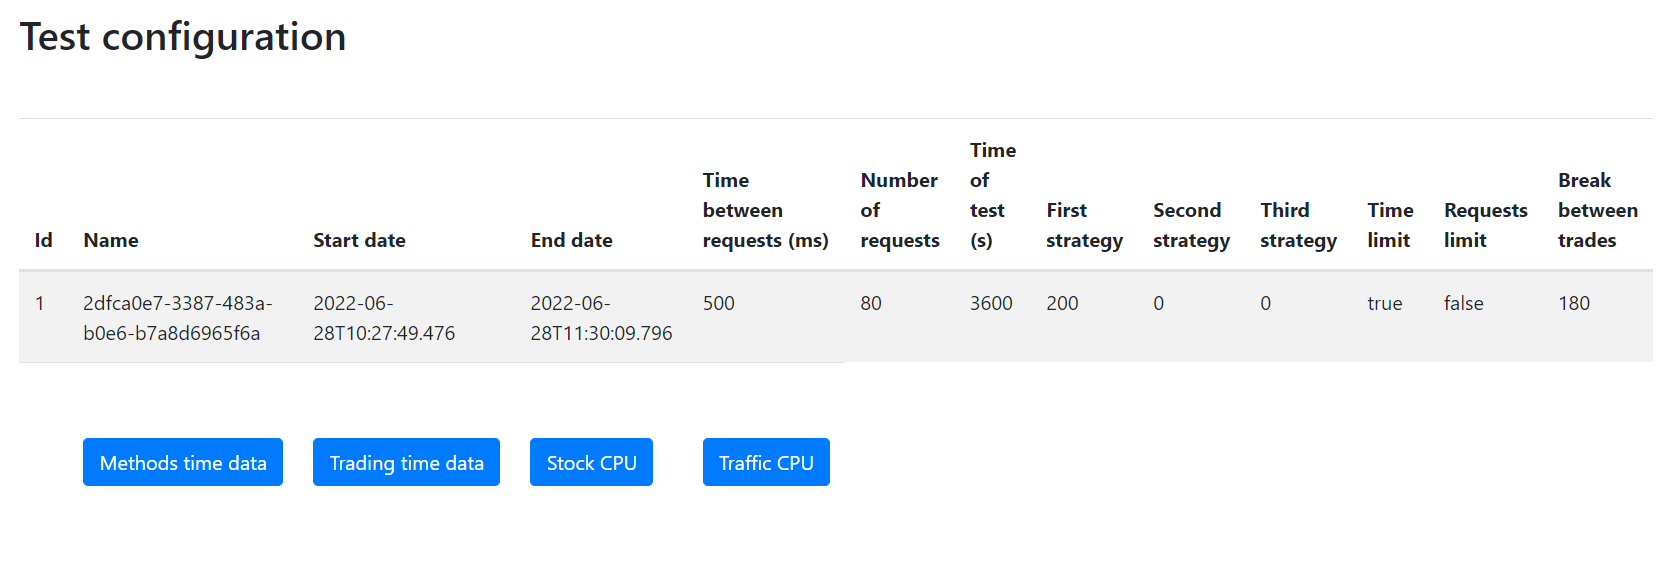 Test configuration
Id Name Start date End date Time between requests (ms) Number of requests Time of test (s) First strategy Second strategy Third strategy Time limit Requests limit Break between trades
1 2dfca0e7-3387-483a- 2022-06- 2022-06- 500 80 3600 200 0 0 true false 180
b0e6-b7a8d6965f6a 28T10:27:49.476 28T11:30:09.796
Methods time data Trading time data Stock CPU Traffic CPU